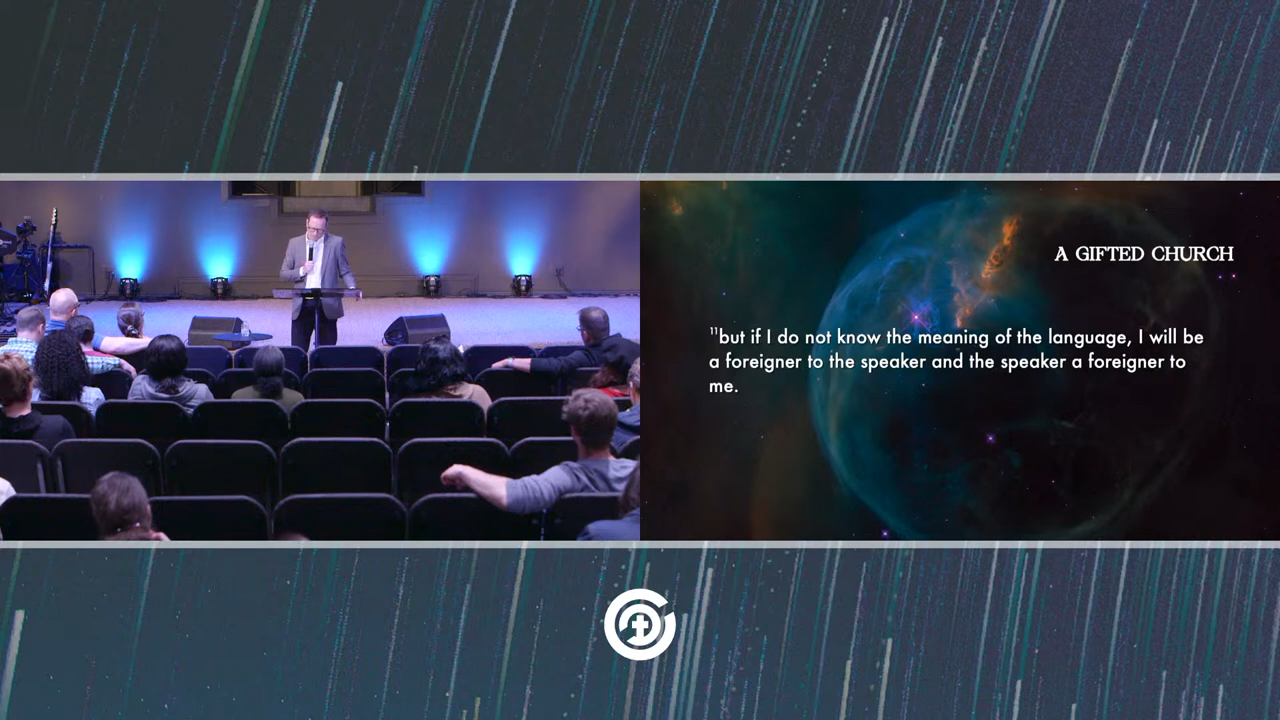 A GIFTED CHURCH
¹¹but if I do not know the meaning of the language, I will be
a foreigner to the speaker and the speaker a foreigner to
me.